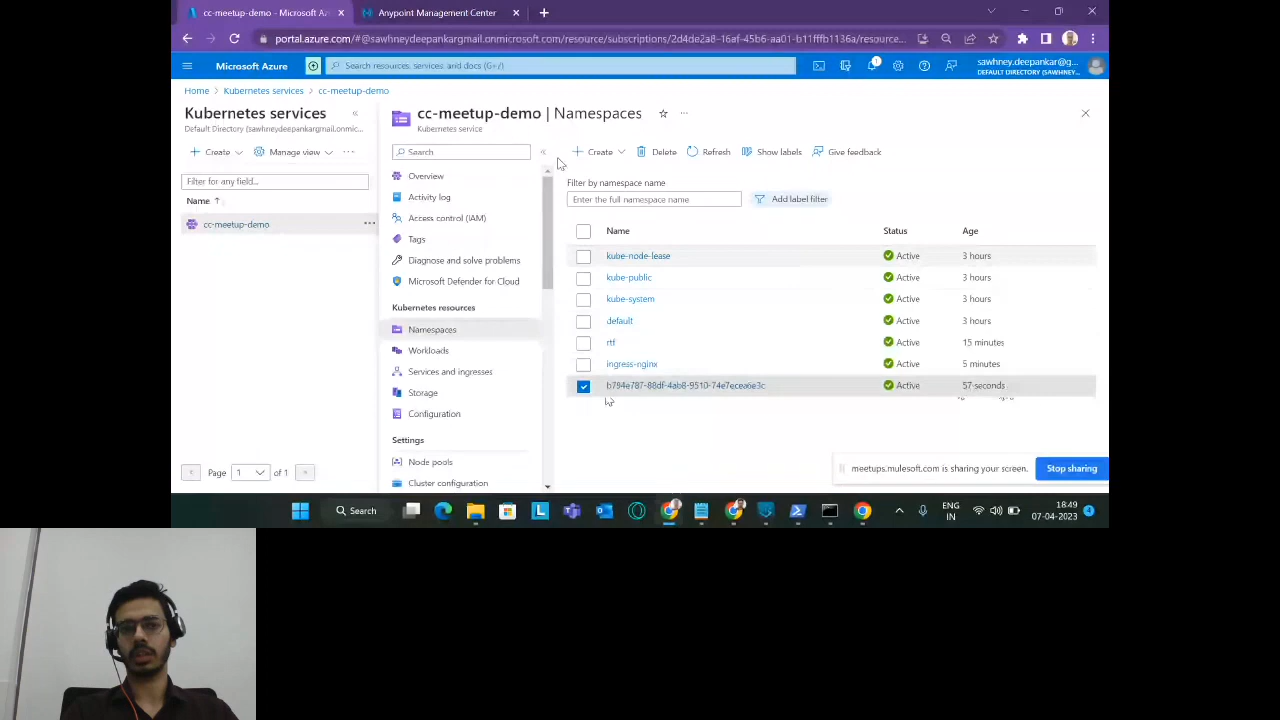 cc-meetup-demo - Microsoft Az
Anypoint Management Center
portal.azure.com/#@sawhneydeepankargmail.onmicrosoft.com/resource/subscriptions/2d4de2a8-16af-45b6-aa01-b11fffb1136a/resource...
Microsoft Azure
Search resources, services, and docs (G+/)
1
sawhney.deepankar@g...
DEFAULT DIRECTORY (SAWHNEY...
Home > Kubernetes services > cc-meetup-demo
Kubernetes services
Default Directory (sawhneydeepankargmail.onmic...
Create
Manage view
Filter for any field...
Name
cc-meetup-demo
Page 1 of 1
cc-meetup-demo | Namespaces
Kubernetes service
Search
Overview
Activity log
Access control (IAM)
Tags
Diagnose and solve problems
Microsoft Defender for Cloud
Kubernetes resources
Namespaces
Workloads
Services and ingresses
Storage
Configuration
Settings
Node pools
Cluster configuration
Create
Delete
Refresh
Show labels
Give feedback
Filter by namespace name
Enter the full namespace name
Add label filter
Name Status Age
kube-node-lease Active 3 hours
kube-public Active 3 hours
kube-system Active 3 hours
default Active 3 hours
rtf Active 15 minutes
ingress-nginx Active 5 minutes
b794e787-88df-4ab8-9510-74e7ecea6e3c Active 57 seconds
meetups.mulesoft.com is sharing your screen.
Stop sharing
Search
ENG
IN
18:49
07-04-2023
4